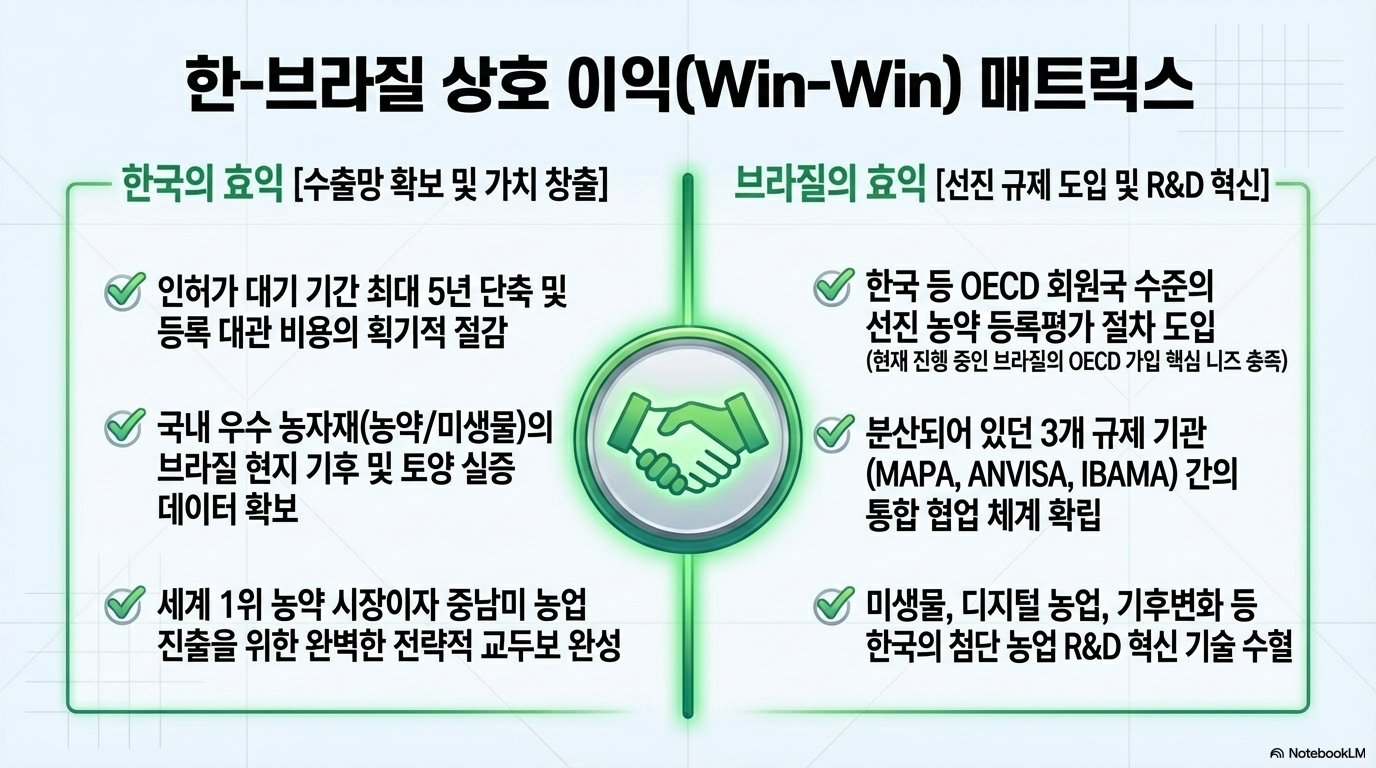 한-브라질 상호 이익(Win-Win) 매트릭스
한국의 효익 [수출망 확보 및 가치 창출]
인허가 대기 기간 최대 5년 단축 및
등록 대관 비용의 획기적 절감
국내 우수 농자재(농약/미생물)의
브라질 현지 기후 및 토양 실증
데이터 확보
세계 1위 농약 시장이자 중남미 농업
진출을 위한 완벽한 전략적 교두보 완성
브라질의 효익 [선진 규제 도입 및 R&D 혁신]
한국 등 OECD 회원국 수준의
선진 농약 등록평가 절차 도입
(현재 진행 중인 브라질의 OECD 가입 핵심 니즈 충족)
분산되어 있던 3개 규제 기관
(MAPA, ANVISA, IBAMA) 간의
통합 협업 체계 확립
미생물, 디지털 농업, 기후변화 등
한국의 첨단 농업 R&D 혁신 기술 수혈
NotebookLM